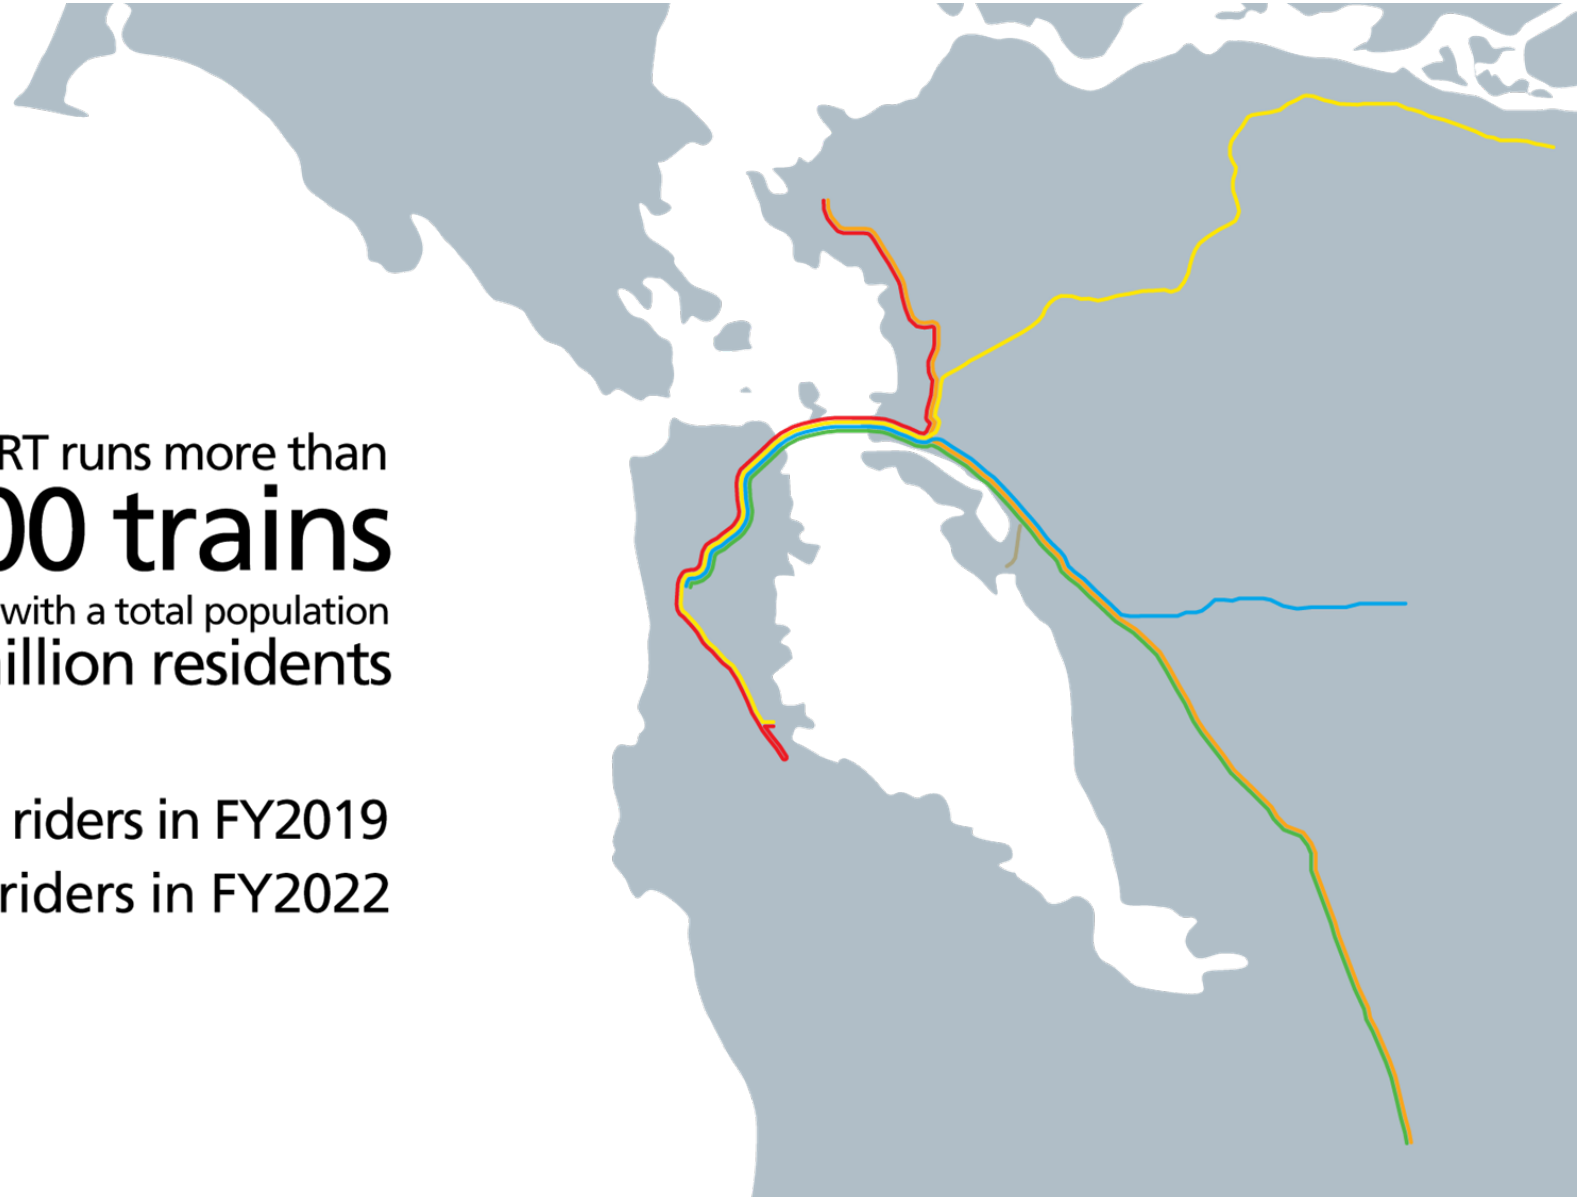 RT runs more than
00 trains
with a total population
illion residents
riders in FY2019
riders in FY2022